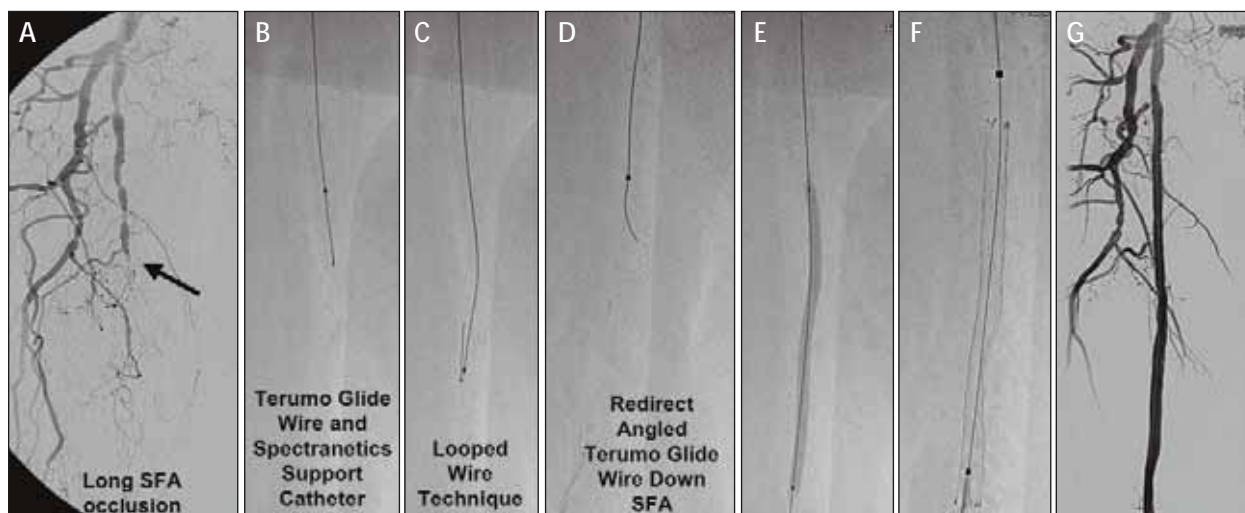 A
Long SFA
occlusion
B
Terumo Glide
Wire and
Spectranetics
Support
Catheter
C
Looped
Wire
Technique
D
Redirect
Angled
Terumo Glide
Wire Down
SFA
E
F
G